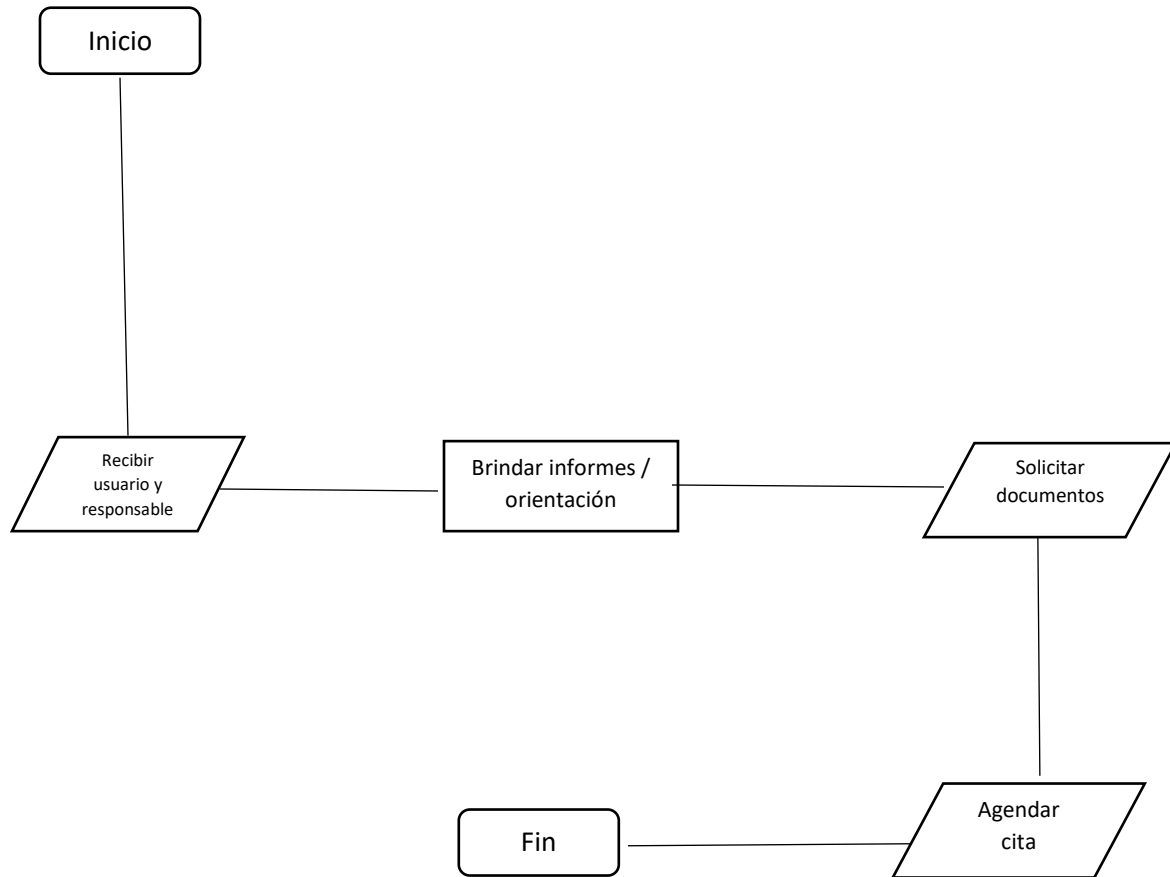 Inicio
Recibir
usuario y
responsable
Brindar informes /
orientación
Solicitar
documentos
Agendar
cita
Fin